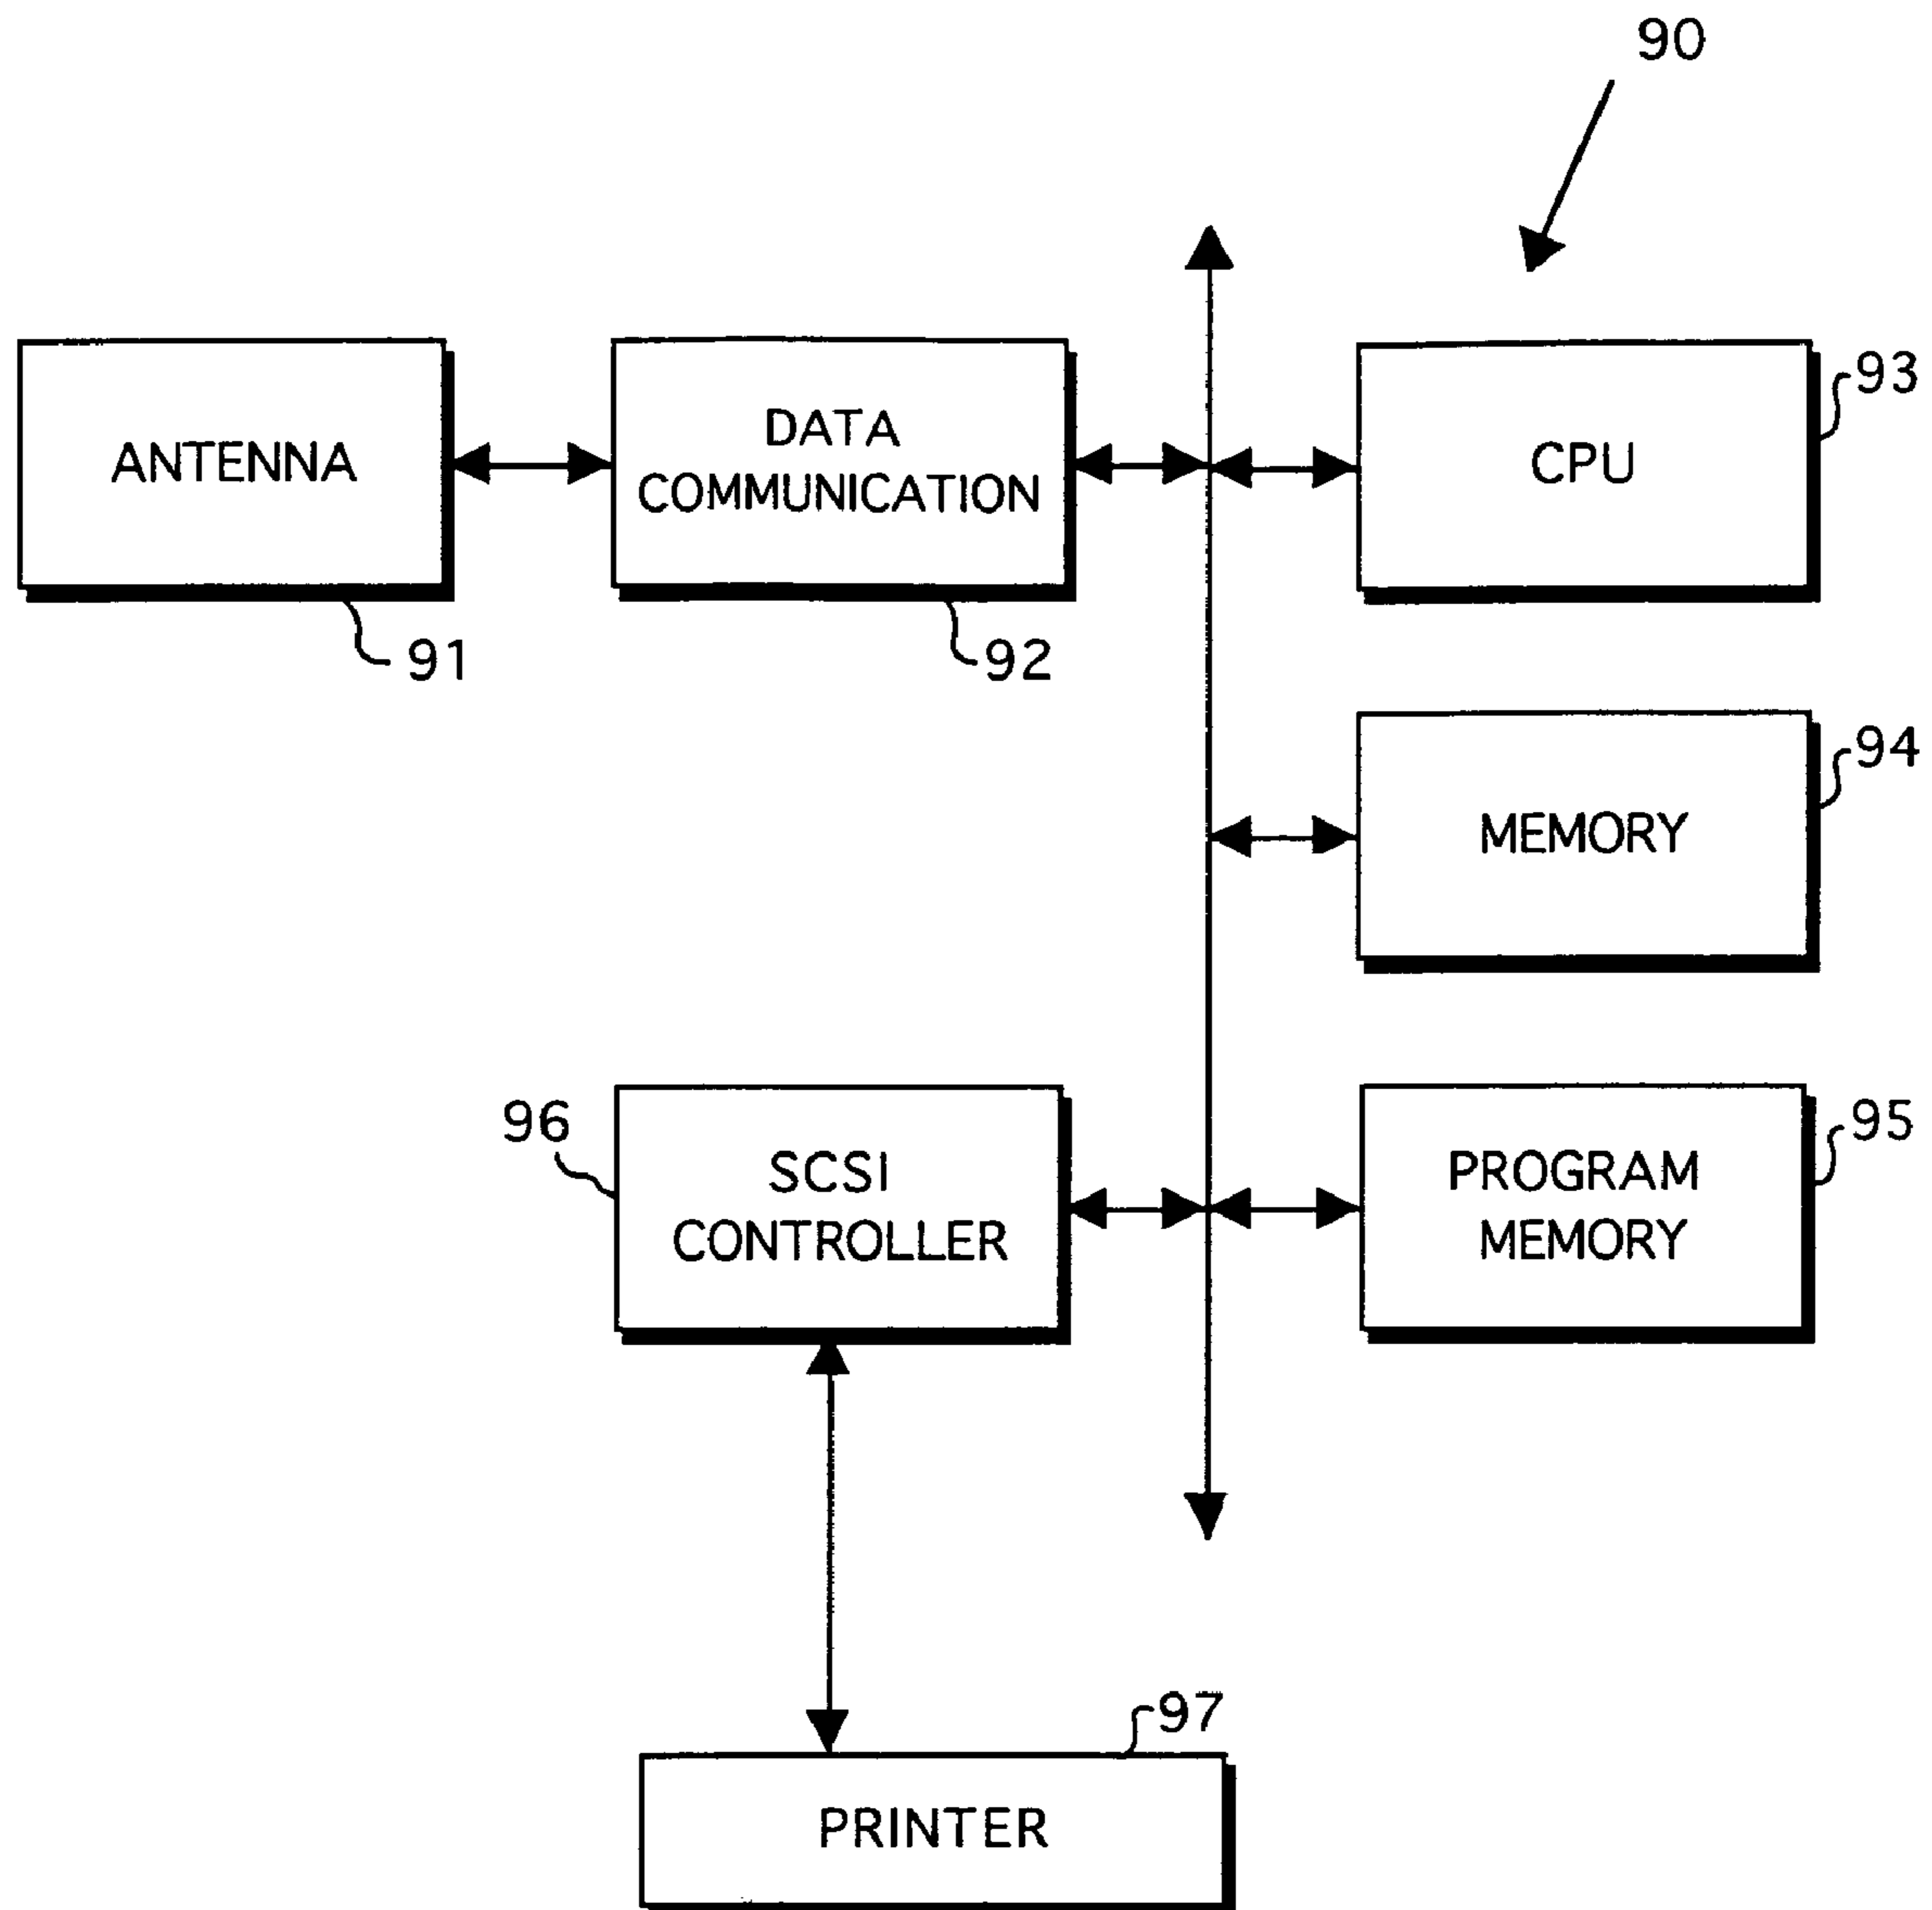 90
ANTENNA
91
DATA
COMMUNICATION
92
CPU
93
MEMORY
94
96
SCSI
CONTROLLER
PROGRAM
MEMORY
95
97
PRINTER